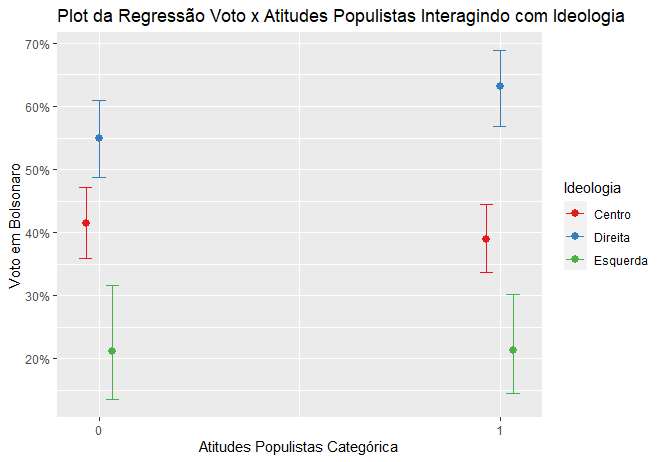 Plot da Regressão Voto x Atitudes Populistas Interagindo com Ideologia
70%
60%
50%
40%
30%
20%
Voto em Bolsonaro
0
1
Atitudes Populistas Categórica
Ideologia
Centro
Direita
Esquerda